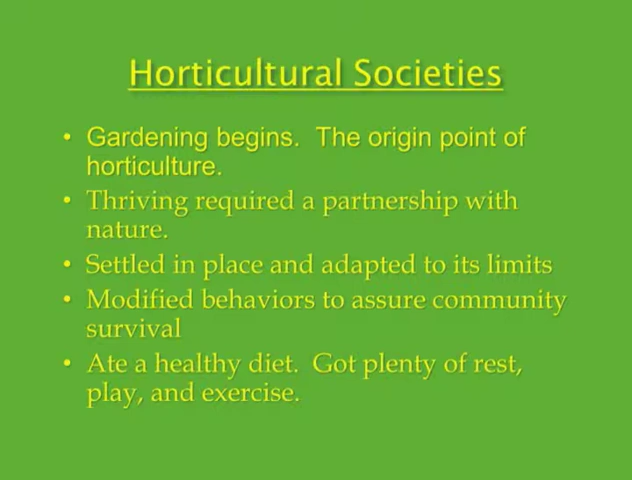 Horticultural Societies
• Gardening begins.  The origin point of
horticulture.
• Thriving required a partnership with
nature.
• Settled in place and adapted to its limits
• Modified behaviors to assure community
survival
• Ate a healthy diet.  Got plenty of rest,
play, and exercise.